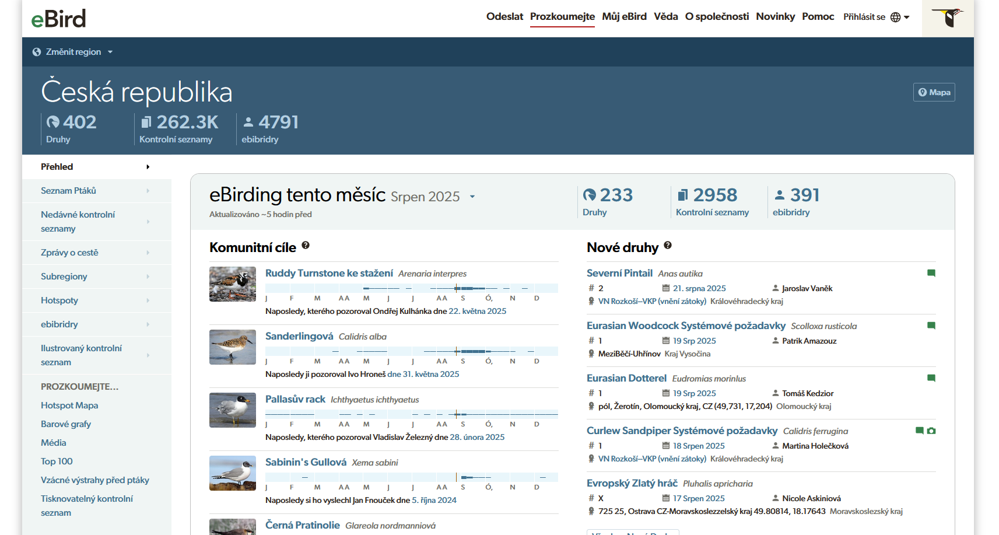 eBird
Odeslat Prozkoumejte Můj eBird Věda O společnosti Novinky Pomoc Přihlásit se
Změnit region
Česká republika
Mapa
402 262.3K 4791
Druhy Kontrolní seznamy ebibridry
Přehled
Seznam Ptáků
Nedávné kontrolní
seznamy
Zprávy o cestě
Subregiony
Hotspoty
ebibridry
Ilustrovaný kontrolní
seznam
PROZKOUMEJTE...
Hotspot Mapa
Barové grafy
Média
Top 100
Vzácné výstrahy před ptáky
Tisknovatelný kontrolní
seznam
eBirding tento měsíc Srpen 2025
Aktualizováno ~5 hodin před
233 2958 391
Druhy Kontrolní seznamy ebibridry
Komunitní cíle
Ruddy Turnstone ke stažení Arenaria interpres
J F M A A M J J A A S Ó, N D
Naposledy, kterého pozoroval Ondřej Kulhánka dne 22. května 2025
Sanderlingová Calidris alba
J F M A A M J J A A S Ó, N D
Naposledy ji pozoroval Ivo Hroneš dne 31. května 2025
Pallasův rack Ichthyaetus ichthyaetus
J F M A A M J J A A S Ó, N D
Naposledy, kterého pozoroval Vladislav Železný dne 28. února 2025
Sabinin's Gullová Xema sabini
J F M A A M J J A A S Ó, N D
Naposledy si ho vyslechl Jan Fnouček dne 5. října 2024
Černá Pratinolie Glareola nordmanniová
Nové druhy
Severní Pintail Anas autika
# 2 21. srpna 2025 Jaroslav Vaněk
VN Rozkoší--VKP (vnění zátoky) Královéhradecký kraj
Eurasian Woodcock Systémové požadavky Scolloxa rusticola
# 1 19 Srp 2025 Patrik Amazouz
MeziBěčí-Uhřínov Kraj Vysočina
Eurasian Dotterel Eudromias morinlus
# 1 19 Srp 2025 Tomáš Kedzior
pól, Žerotín, Olomoucký kraj, CZ (49,731, 17,204) Olomoucký kraj
Curlew Sandpiper Systémové požadavky Calidris ferrugina
# 1 18 Srpen 2025 Martina Holečková
VN Rozkoší--VKP (vnění zátoky) Královéhradecký kraj
Evropský Zlatý hráč Pluhalis apricharia
# X 17 Srpen 2025 Nicole Askiniová
725 25, Ostrava CZ-Moravskoslezzelský kraj 49.80814, 18.17643 Moravskoslezský kraj